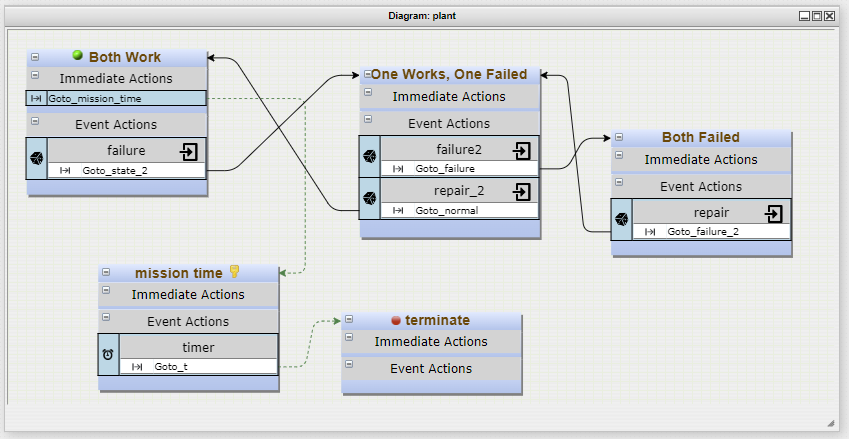 Diagram: plant
Both Work
Immediate Actions
Goto_mission_time
Event Actions
failure
Goto_state_2
One Works, One Failed
Immediate Actions
Event Actions
failure2
Goto_failure
repair_2
Goto_normal
Both Failed
Immediate Actions
Event Actions
repair
Goto_failure_2
mission time
Immediate Actions
Event Actions
timer
Goto_t
terminate
Immediate Actions
Event Actions